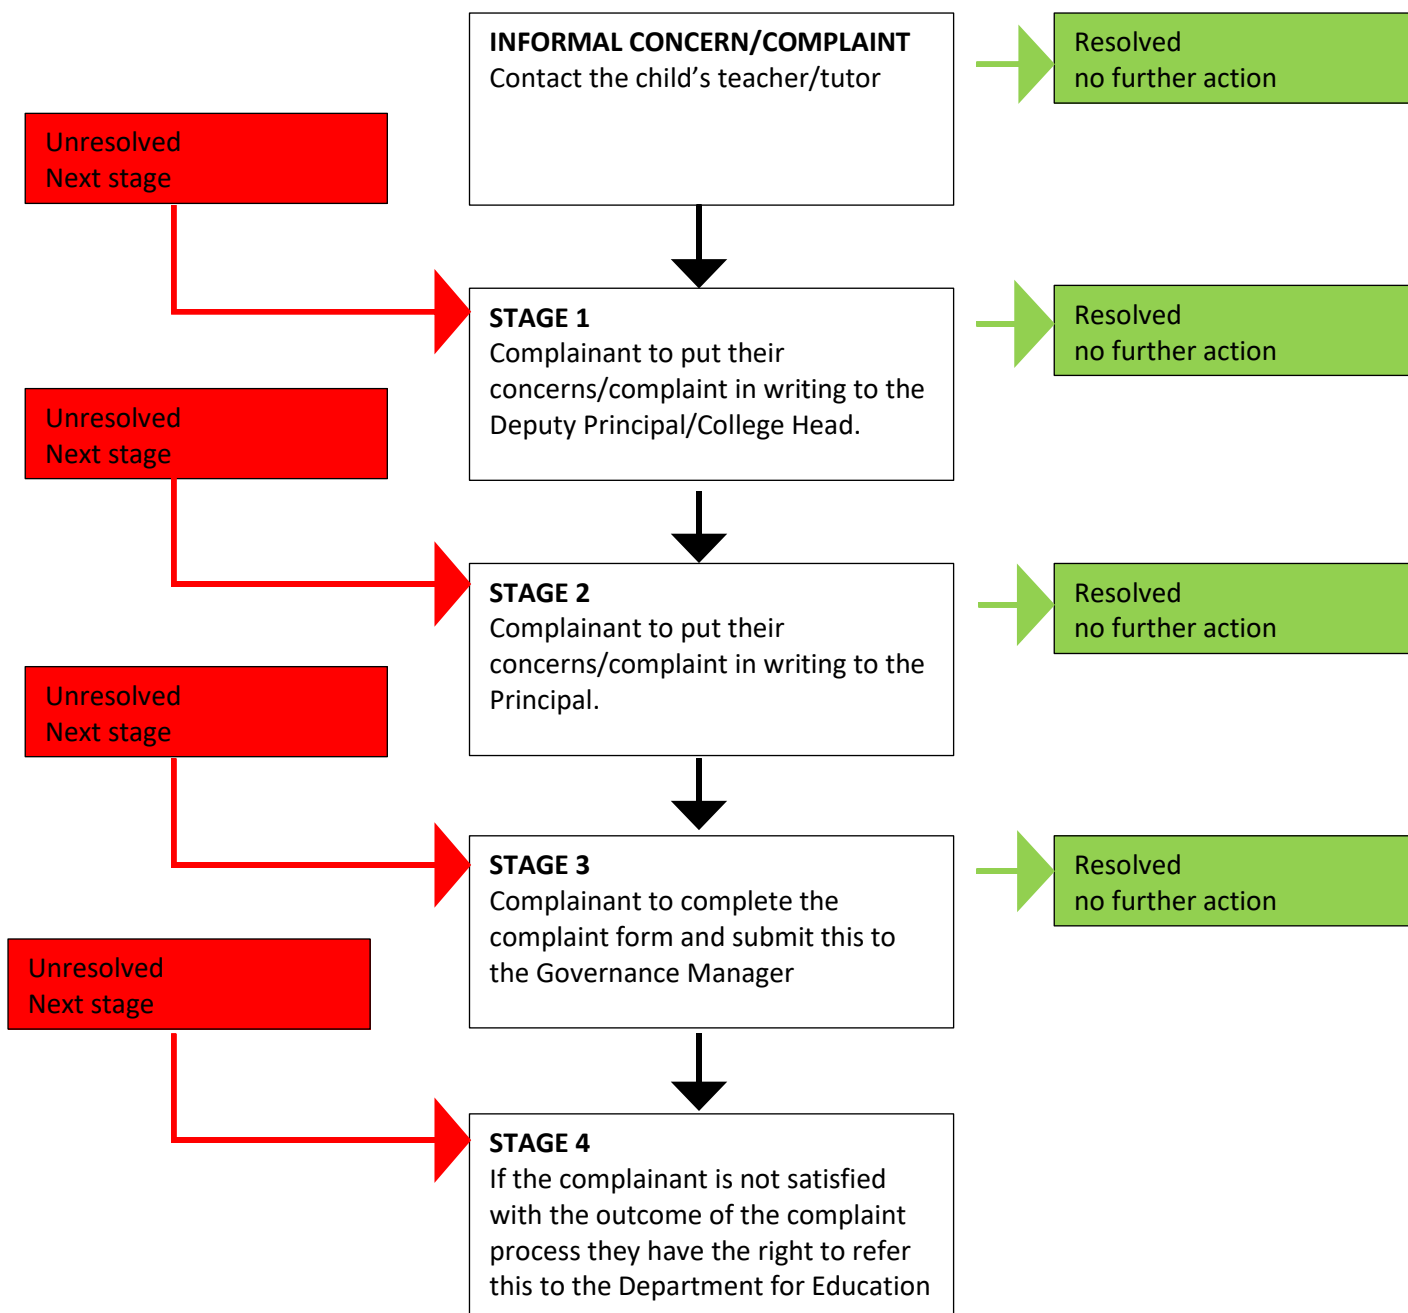 INFORMAL CONCERN/COMPLAINT
Contact the child’s teacher/tutor
Resolved
no further action
Unresolved
Next stage
STAGE 1
Complainant to put their
concerns/complaint in writing to the
Deputy Principal/College Head.
Resolved
no further action
Unresolved
Next stage
STAGE 2
Complainant to put their
concerns/complaint in writing to the
Principal.
Resolved
no further action
Unresolved
Next stage
STAGE 3
Complainant to complete the
complaint form and submit this to
the Governance Manager
Resolved
no further action
Unresolved
Next stage
STAGE 4
If the complainant is not satisfied
with the outcome of the complaint
process they have the right to refer
this to the Department for Education